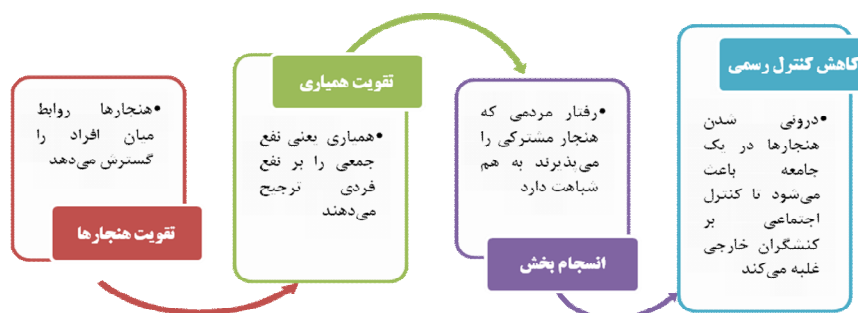 هنجارها روابط
میان افراد را
گسترش می‌دهد
تقویت هنجارها
تقویت همیاری
همیاری یعنی نفع
جمعی را بر نفع
فردی ترجیح
می‌دهند
رفتار مردمی که
هنجار مشترکی را
می‌پذیرند به هم
شباهت دارد
انسجام بخش
کاهش کنترل رسمی
درونی شدن
هنجارها در یک
جامعه باعث
می‌شود تا کنترل
اجتماعی بر
کنشگران خارجی
غلبه می‌کند